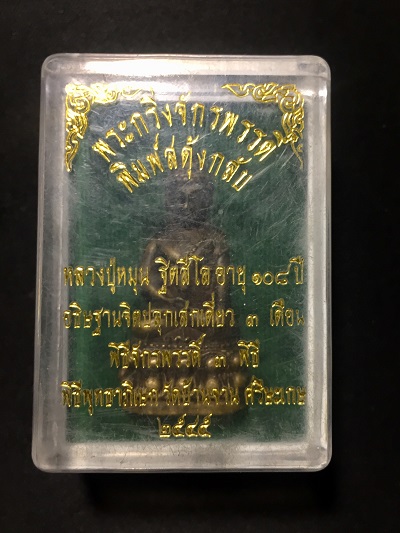 พระกริ่งจักรพรรดิ์
พิมพ์สดุ้งกลับ
หลวงปู่หมุน ฐิตสีโล อายุ ๑๐๘ ปี
อธิษฐานจิตปลุกเสกเดี่ยว ๓ เดือน
พิธีจักรพรรดิ์ ๓ พิธี
พิธีพุทธาภิเษก วัดบ้านจาน ศรีษะเกษ
๒๕๔๕